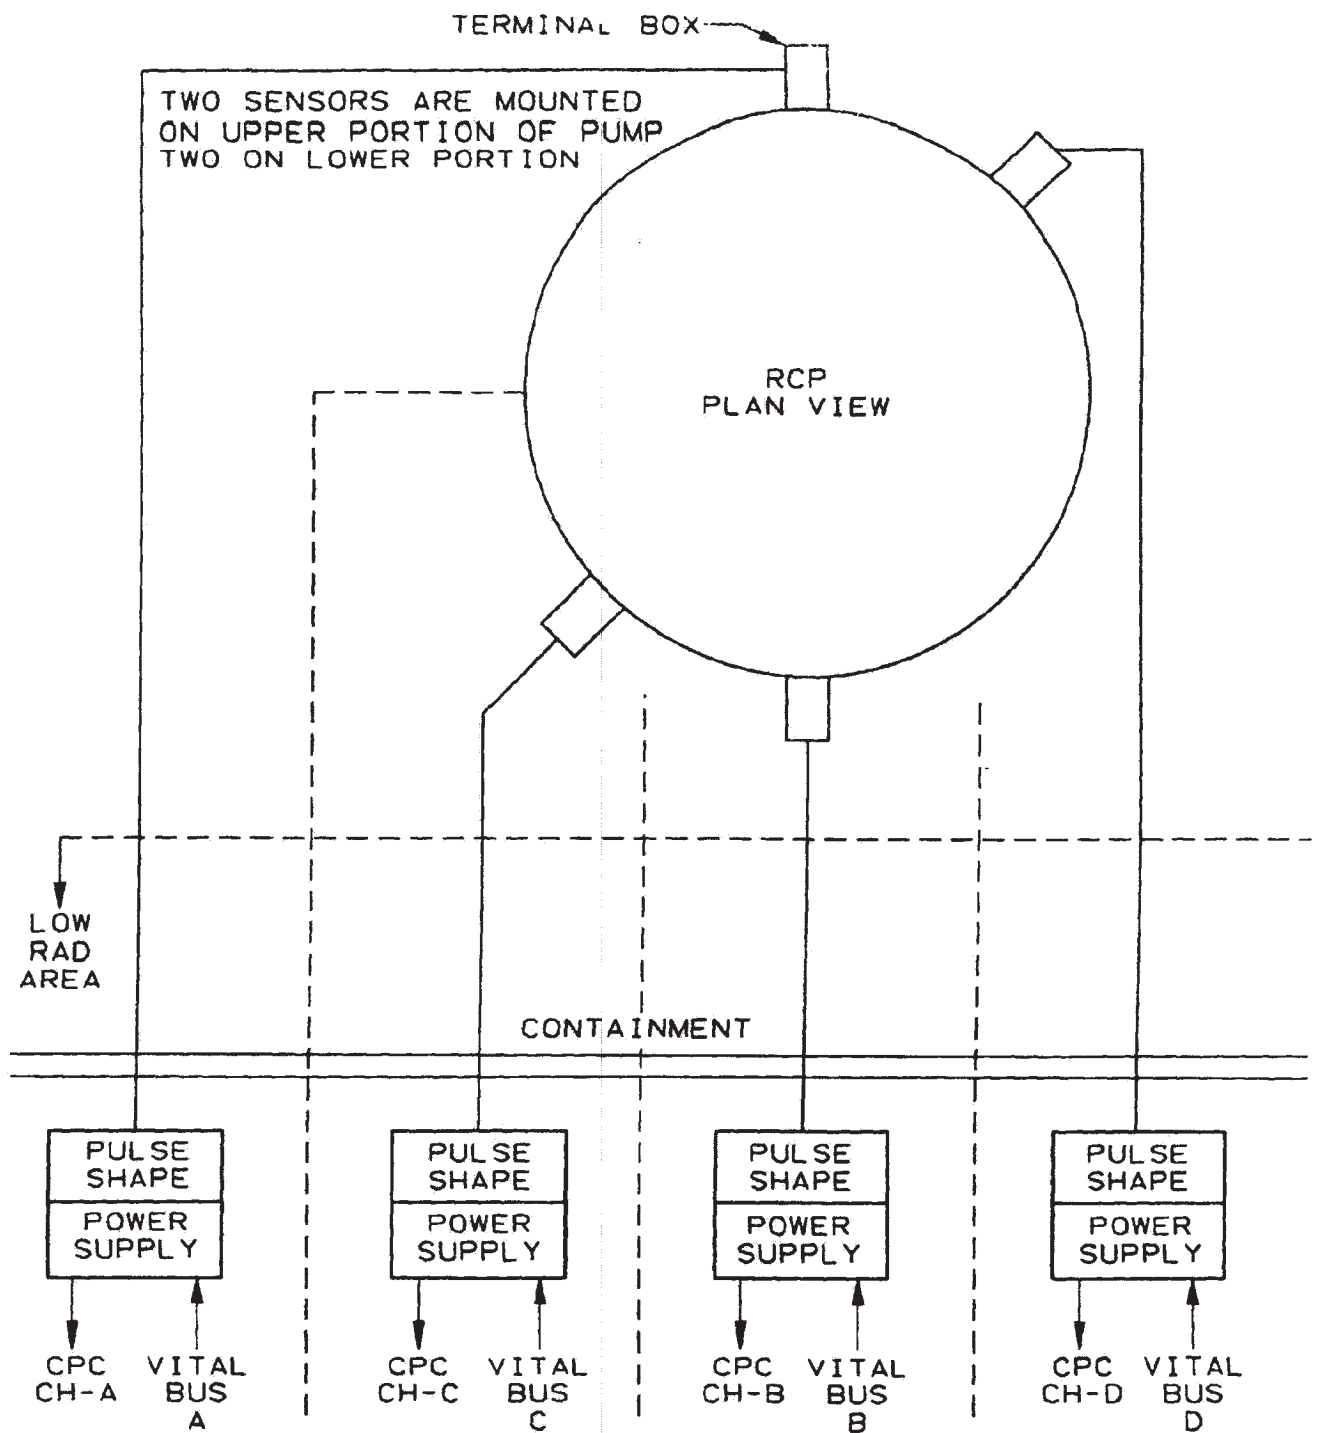 TERMINAL BOX
TWO SENSORS ARE MOUNTED
ON UPPER PORTION OF PUMP
TWO ON LOWER PORTION
RCP
PLAN VIEW
LOW
RAD
AREA
CONTAINMENT
PULSE
SHAPE
POWER
SUPPLY
CPC
CH-A
VITAL
BUS
A
PULSE
SHAPE
POWER
SUPPLY
CPC
CH-C
VITAL
BUS
C
PULSE
SHAPE
POWER
SUPPLY
CPC
CH-B
VITAL
BUS
B
PULSE
SHAPE
POWER
SUPPLY
CPC
CH-D
VITAL
BUS
D